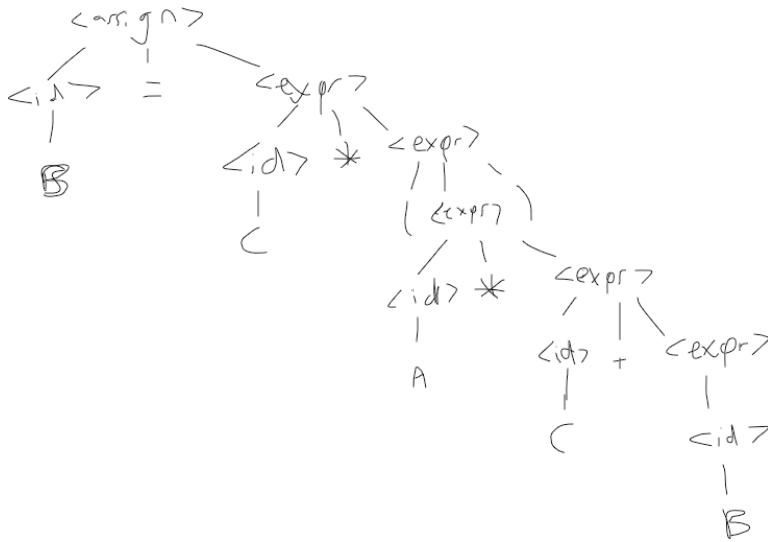 <assign>
<id> = <expr>
B
<id> * <expr>
C
( <expr> )
<id> * <expr>
A
<id> + <expr>
C
<id>
B